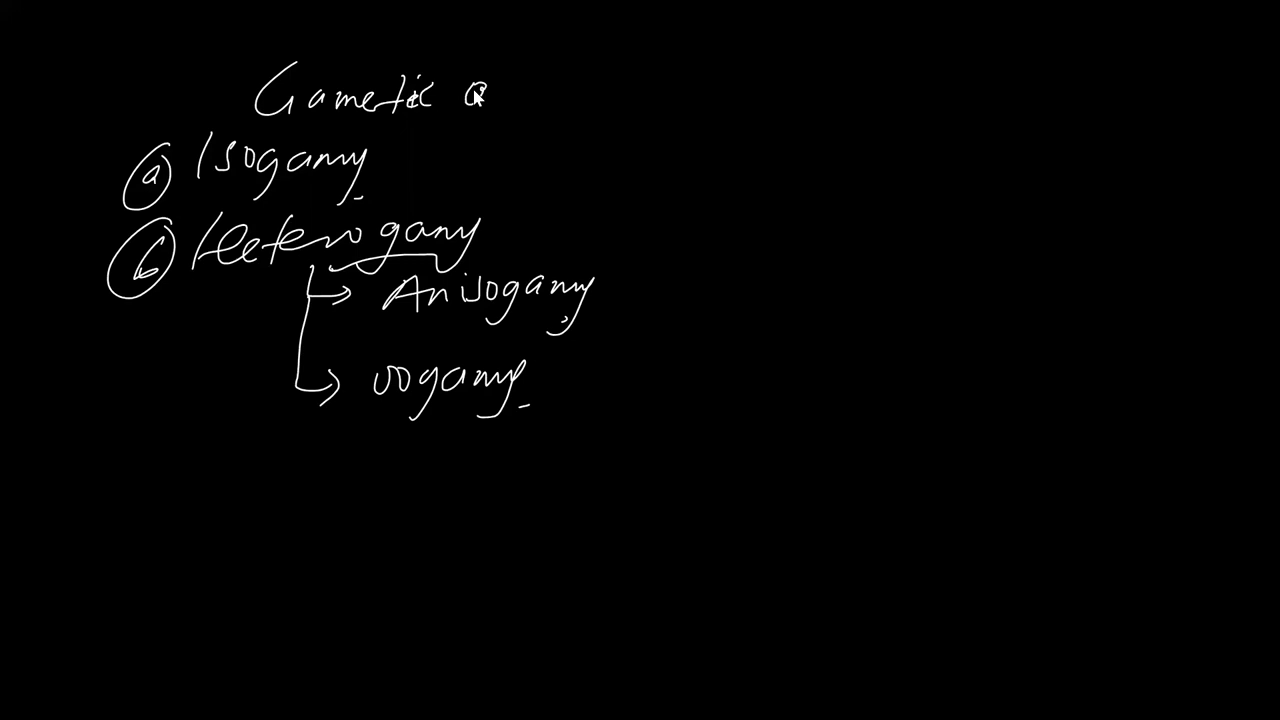 Gametic
(a) Isogamy
(b) Heterogamy
→ Anisogamy
→ oogamy